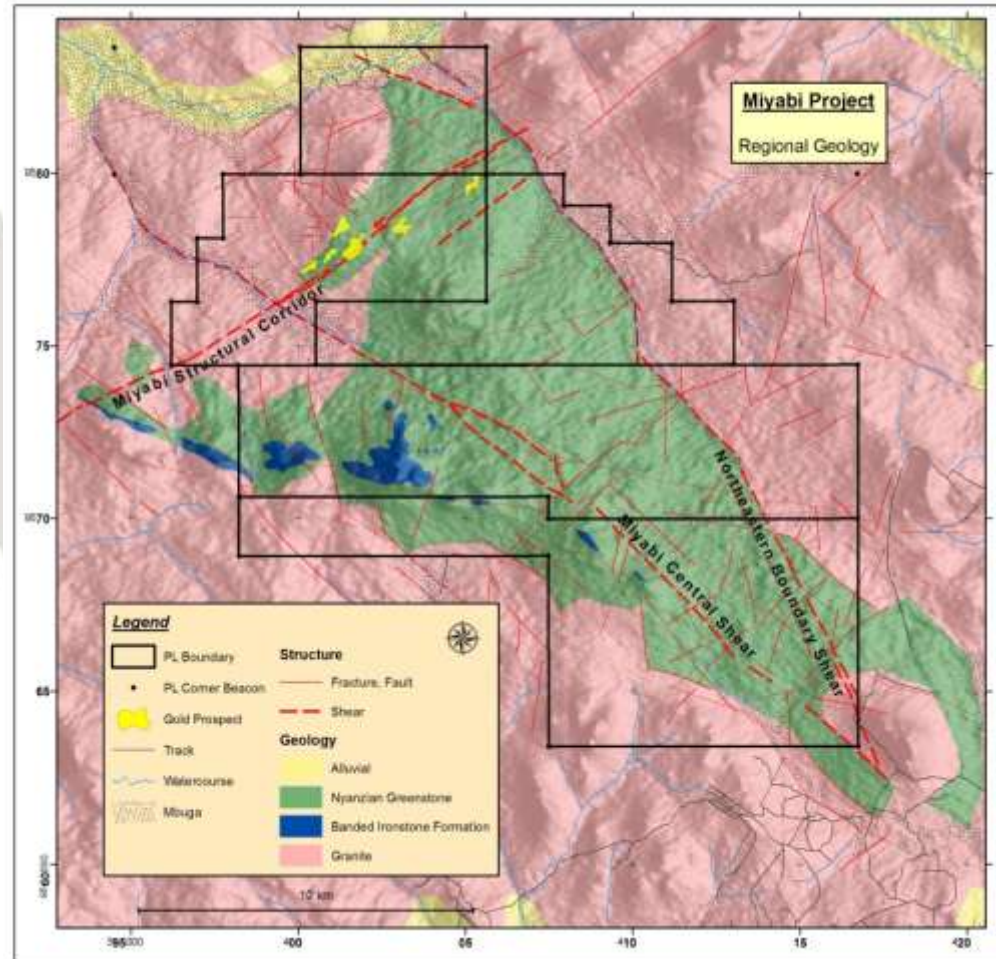 Miyabi Project
Regional Geology
80
75
70
65
60
Miyabi Structural Corridor
Northeastern Boundary Shear
Miyabi Central Shear
Legend
PL Boundary
PL Corner Beacon
Gold Prospect
Track
Watercourse
Mbuga
Structure
Fracture, Fault
Shear
Geology
Alluvial
Nyanzian Greenstone
Banded Ironstone Formation
Granite
10 km
400
05
410
15
420